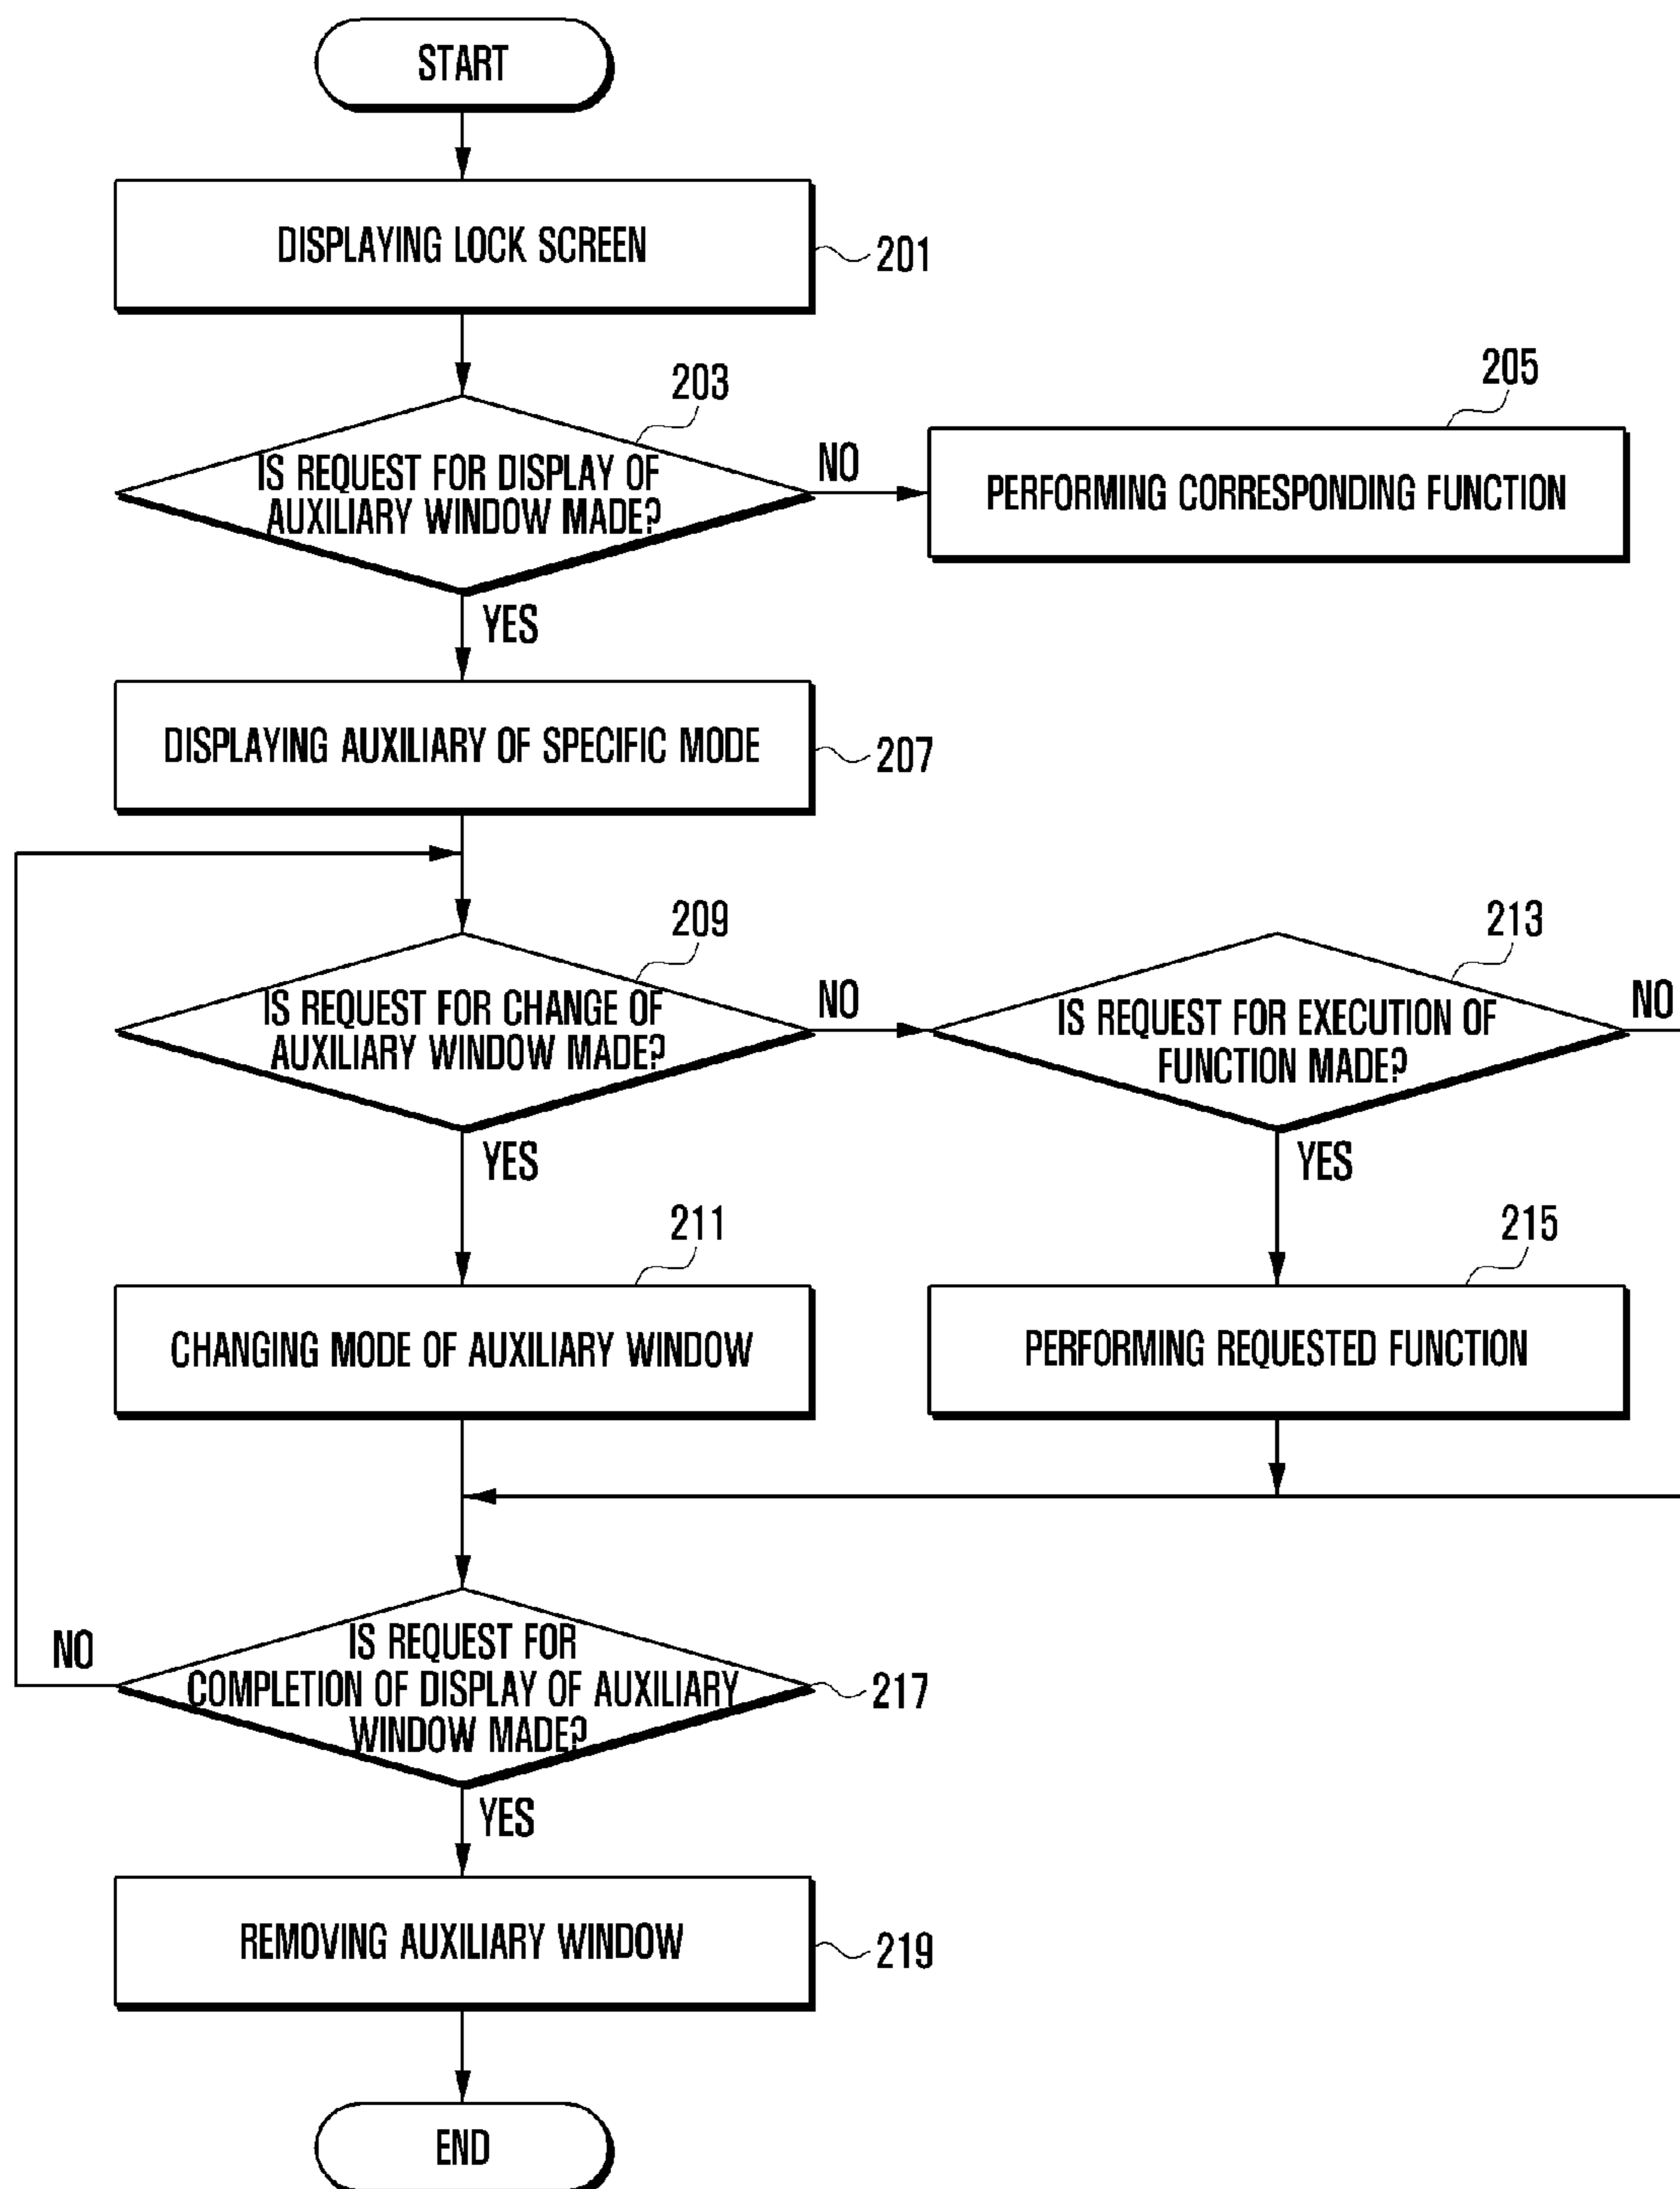 START
DISPLAYING LOCK SCREEN
201
203
IS REQUEST FOR DISPLAY OF
AUXILIARY WINDOW MADE?
NO
205
PERFORMING CORRESPONDING FUNCTION
YES
DISPLAYING AUXILIARY OF SPECIFIC MODE
207
209
IS REQUEST FOR CHANGE OF
AUXILIARY WINDOW MADE?
NO
213
IS REQUEST FOR EXECUTION OF
FUNCTION MADE?
NO
YES
YES
211
CHANGING MODE OF AUXILIARY WINDOW
215
PERFORMING REQUESTED FUNCTION
NO
IS REQUEST FOR
COMPLETION OF DISPLAY OF AUXILIARY
WINDOW MADE?
217
YES
REMOVING AUXILIARY WINDOW
219
END